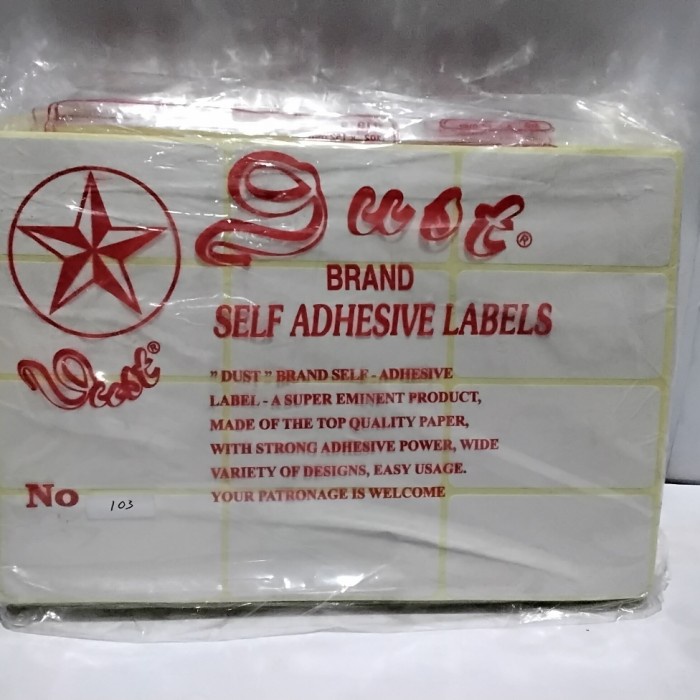 Dust ®
BRAND
SELF ADHESIVE LABELS
Dust ®
" DUST " BRAND SELF - ADHESIVE
LABEL - A SUPER EMINENT PRODUCT,
MADE OF THE TOP QUALITY PAPER,
WITH STRONG ADHESIVE POWER, WIDE
VARIETY OF DESIGNS, EASY USAGE.
YOUR PATRONAGE IS WELCOME
No 103